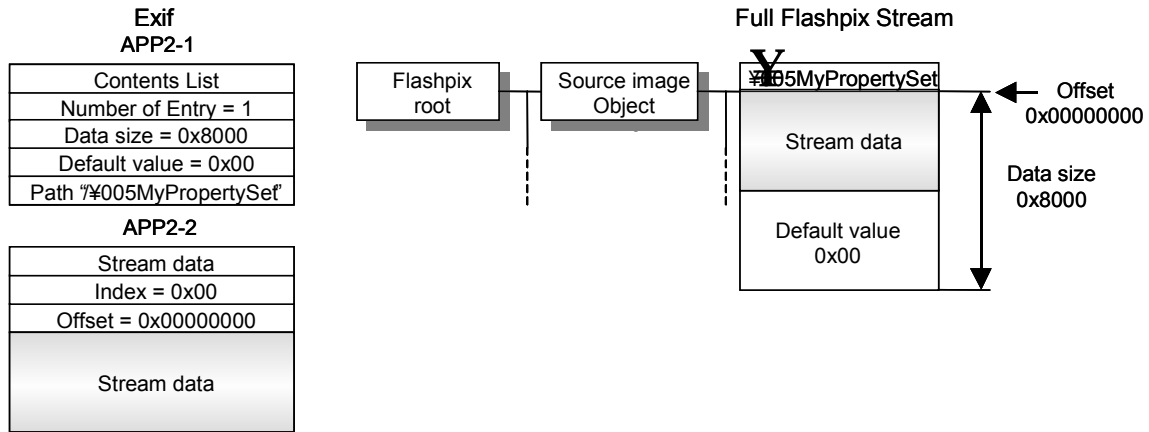 Exif
APP2-1
Contents List
Number of Entry = 1
Data size = 0x8000
Default value = 0x00
Path “/¥005MyPropertySet”
APP2-2
Stream data
Index = 0x00
Offset = 0x00000000
Stream data
Flashpix
root
Source image
Object
Full Flashpix Stream
¥005MyPropertySet
Stream data
Default value
0x00
Offset
0x00000000
Data size
0x8000